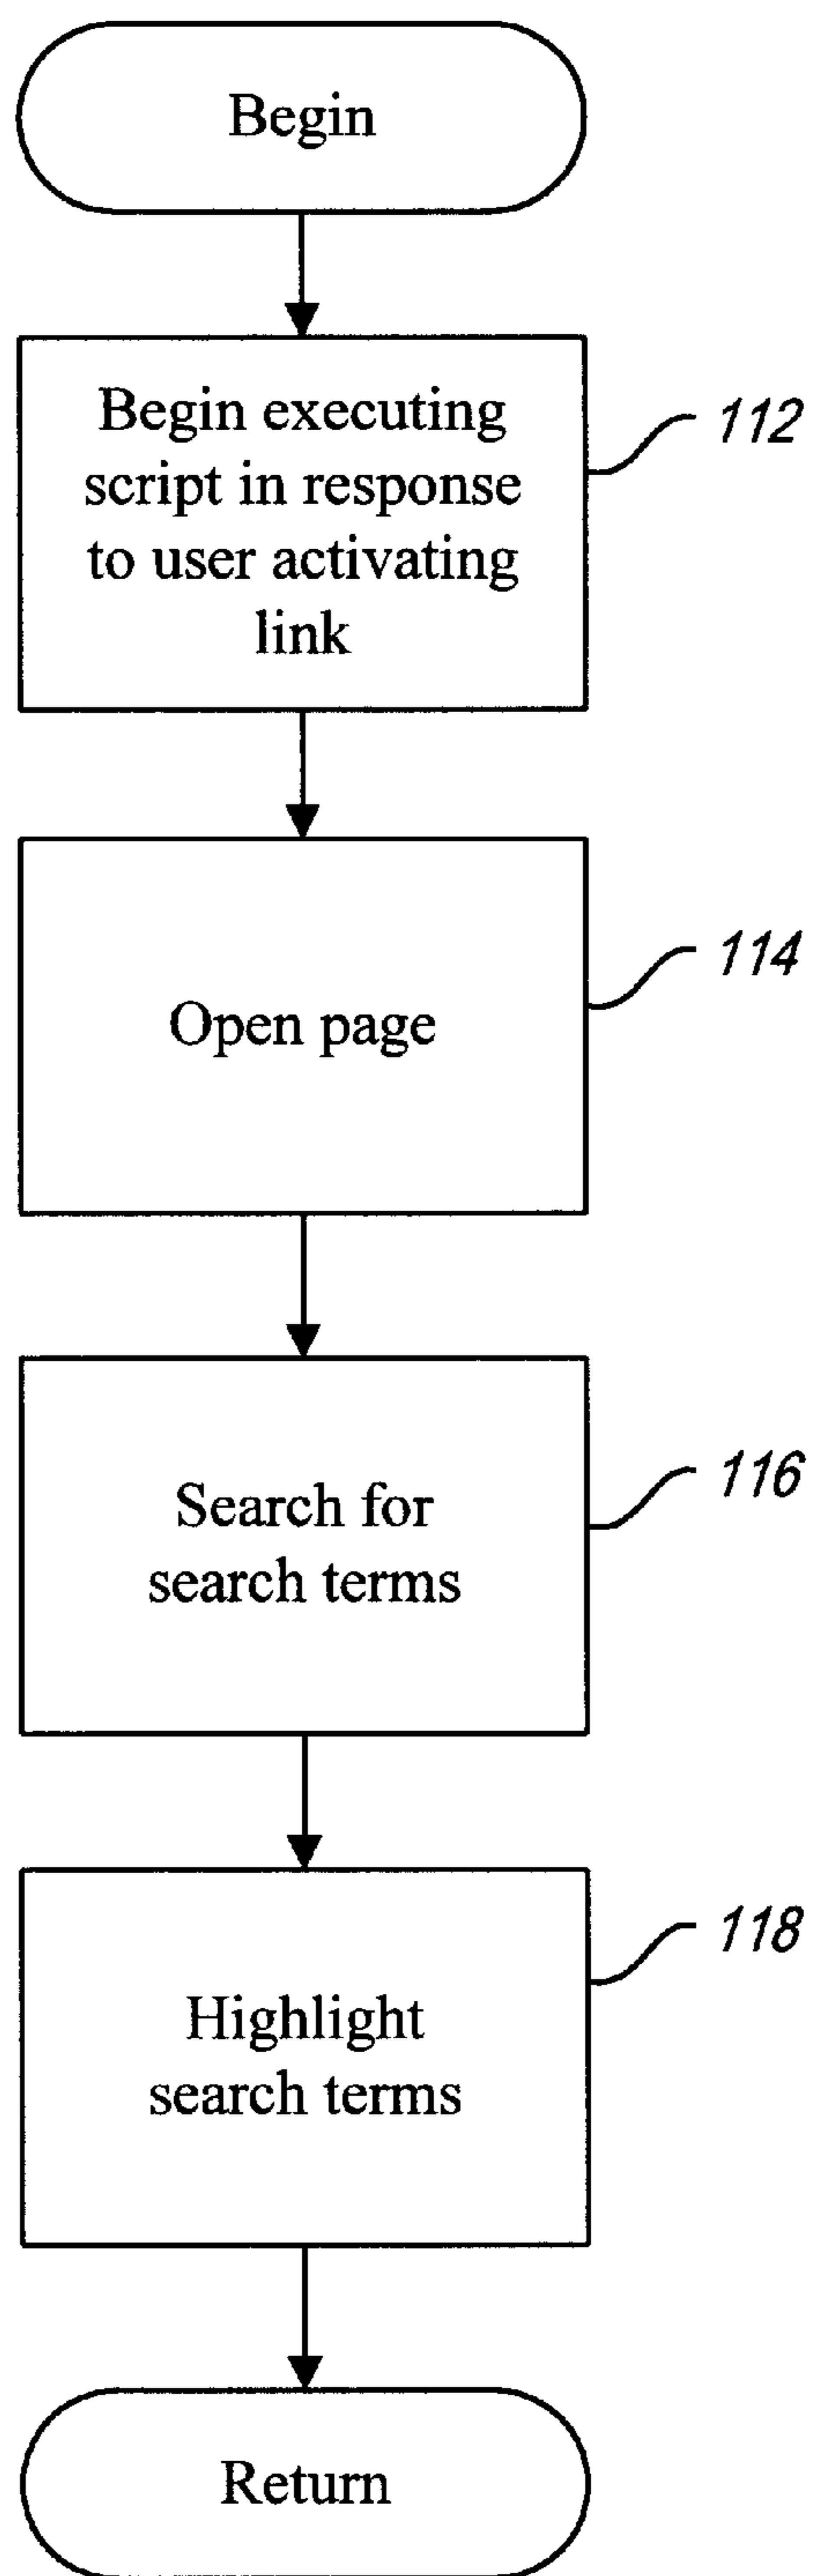 Begin
Begin executing
script in response
to user activating
link
112
Open page
114
Search for
search terms
116
Highlight
search terms
118
Return